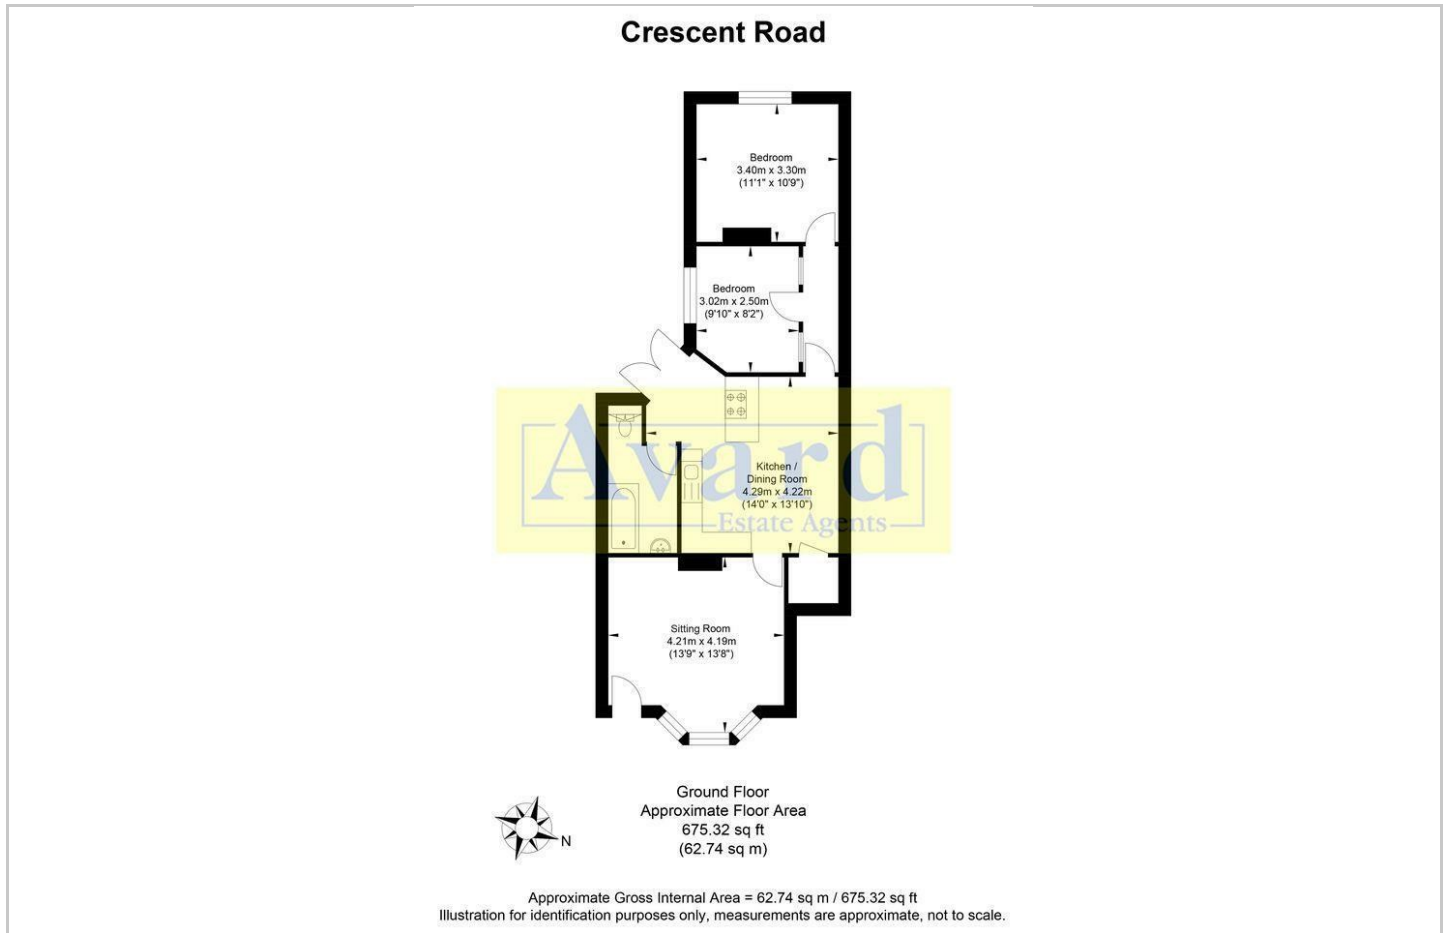 Crescent Road
Bedroom
3.40m x 3.30m
(11'1" x 10'9")
Bedroom
3.02m x 2.50m
(9'10" x 8'2")
Avard
Estate Agents
Kitchen /
Dining Room
4.29m x 4.22m
(14'0" x 13'10")
Sitting Room
4.21m x 4.19m
(13'9" x 13'8")
N
Ground Floor
Approximate Floor Area
675.32 sq ft
(62.74 sq m)
Approximate Gross Internal Area = 62.74 sq m / 675.32 sq ft
Illustration for identification purposes only, measurements are approximate, not to scale.